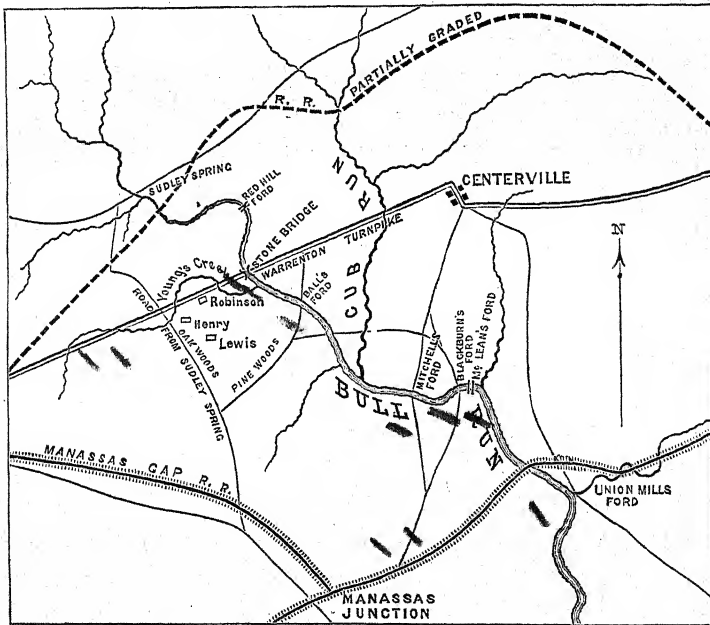 PARTIALLY GRADED
R. R.
SUDLEY SPRING
RED HILL
FORD
CUB RUN
CENTERVILLE
STONE BRIDGE
WARRENTON TURNPIKE
N
Young's Creek
BALL'S
FORD
Robinson
Henry
Lewis
ROAD FROM SUDLEY SPRING
OAK WOODS
PINE WOODS
MITCHELL'S
FORD
BLACKBURN'S
FORD
Mc LEAN'S FORD
BULL RUN
MANASSAS GAP R. R.
UNION MILLS
FORD
MANASSAS
JUNCTION